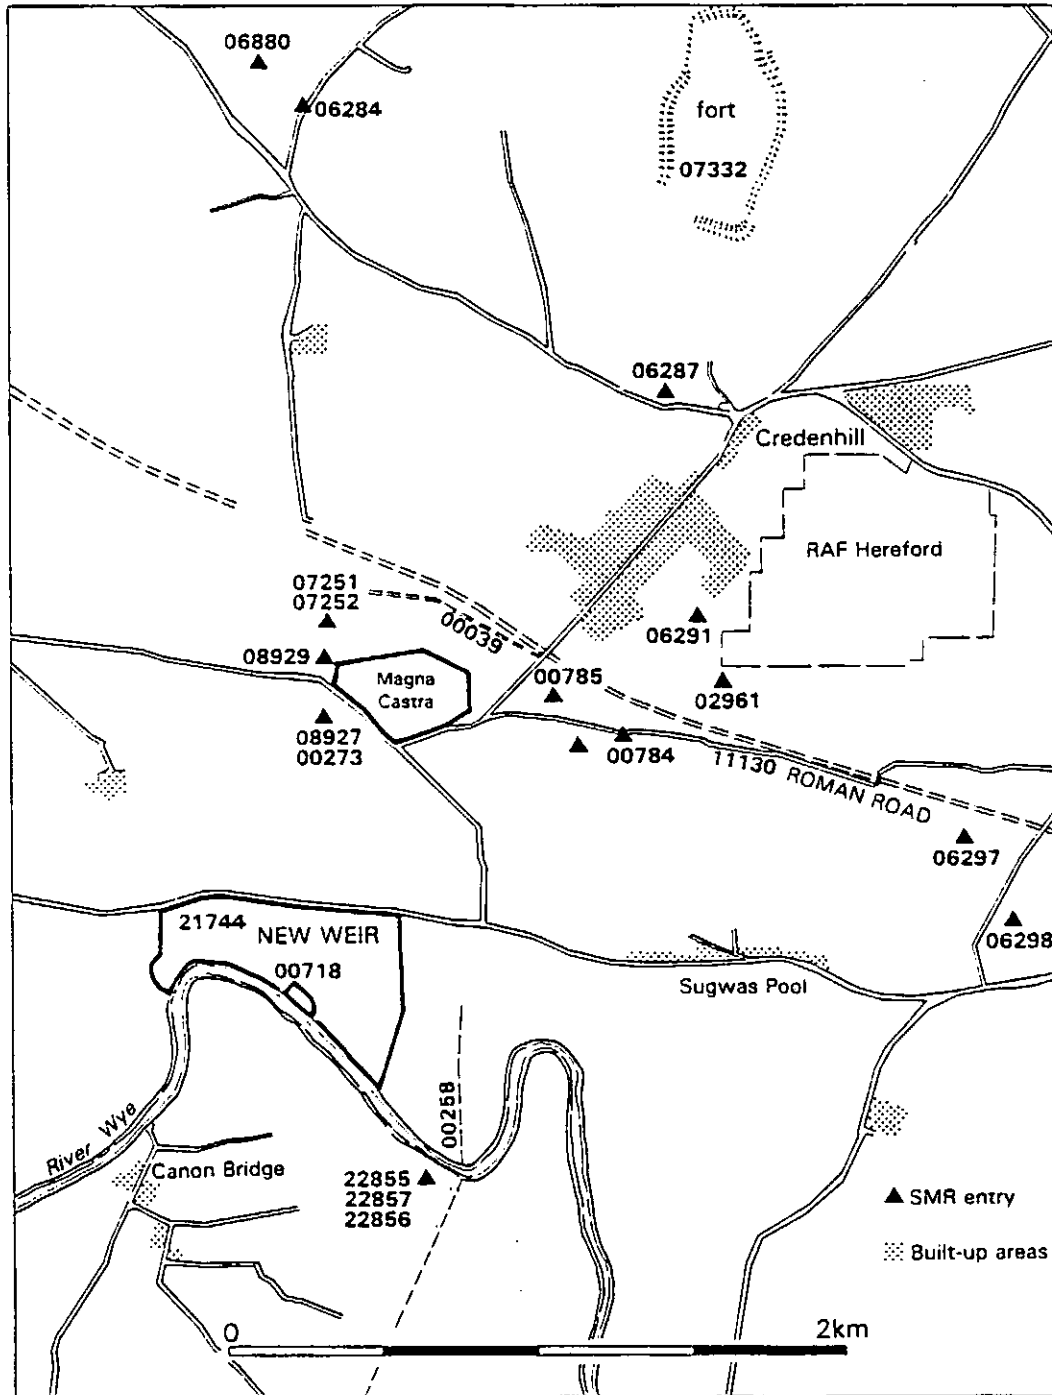 06880
06284
fort
07332
06287
Credenhill
RAF Hereford
07251
07252
00039
06291
08929
Magna
Castra
00785
02961
08927
00273
00784
11130 ROMAN ROAD
06297
21744
NEW WEIR
00718
06298
Sugwas Pool
00258
River Wye
Canon Bridge
22855
22857
22856
SMR entry
Built-up areas
0
2km